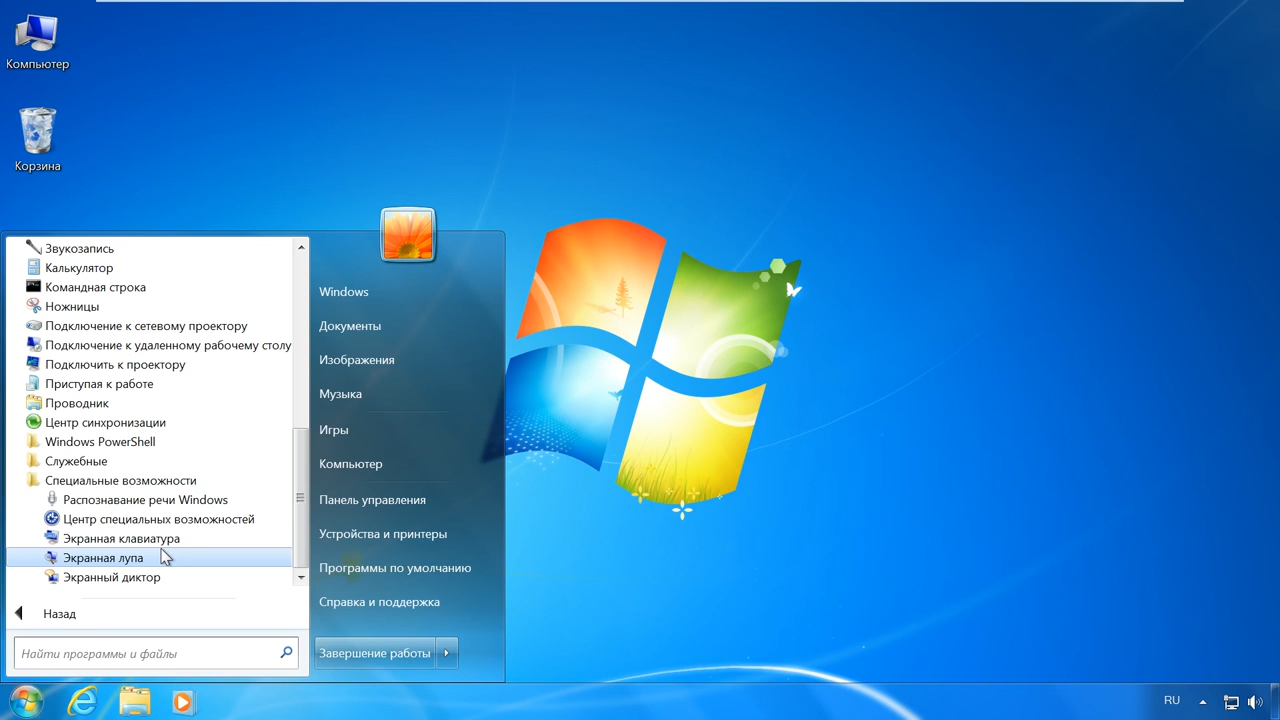 Компьютер
Корзина
Звукозапись
Калькулятор
Командная строка
Ножницы
Подключение к сетевому проектору
Подключение к удаленному рабочему столу
Подключить к проектору
Приступая к работе
Проводник
Центр синхронизации
Windows PowerShell
Служебные
Специальные возможности
Распознавание речи Windows
Центр специальных возможностей
Экранная клавиатура
Экранная лупа
Экранный диктор
Назад
Найти программы и файлы
Windows
Документы
Изображения
Музыка
Игры
Компьютер
Панель управления
Устройства и принтеры
Программы по умолчанию
Справка и поддержка
Завершение работы
RU